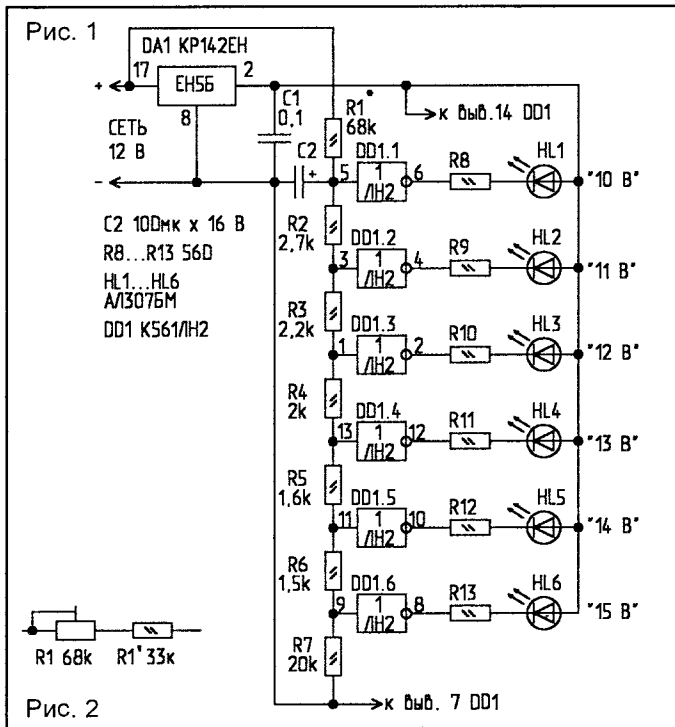 Рис. 1
DA1 КР142ЕН
17
ЕН5Б
2
8
+
СЕТЬ
12 В
–
C1
0,1
C2
+
R1*
68k
к выв.14 DD1
C2 100мк x 16 В
R8...R13 560
HL1...HL6
АЛ307БМ
DD1 К561ЛН2
5
DD1.1
1
ЛН2
6
R8
HL1
"10 В"
R2
2,7k
3
DD1.2
1
ЛН2
4
R9
HL2
"11 В"
R3
2,2k
1
DD1.3
1
ЛН2
2
R10
HL3
"12 В"
R4
2k
13
DD1.4
1
ЛН2
12
R11
HL4
"13 В"
R5
1,6k
11
DD1.5
1
ЛН2
10
R12
HL5
"14 В"
R6
1,5k
9
DD1.6
1
ЛН2
8
R13
HL6
"15 В"
R7
20k
к выв. 7 DD1
R1 68k
R1' 33к
Рис. 2